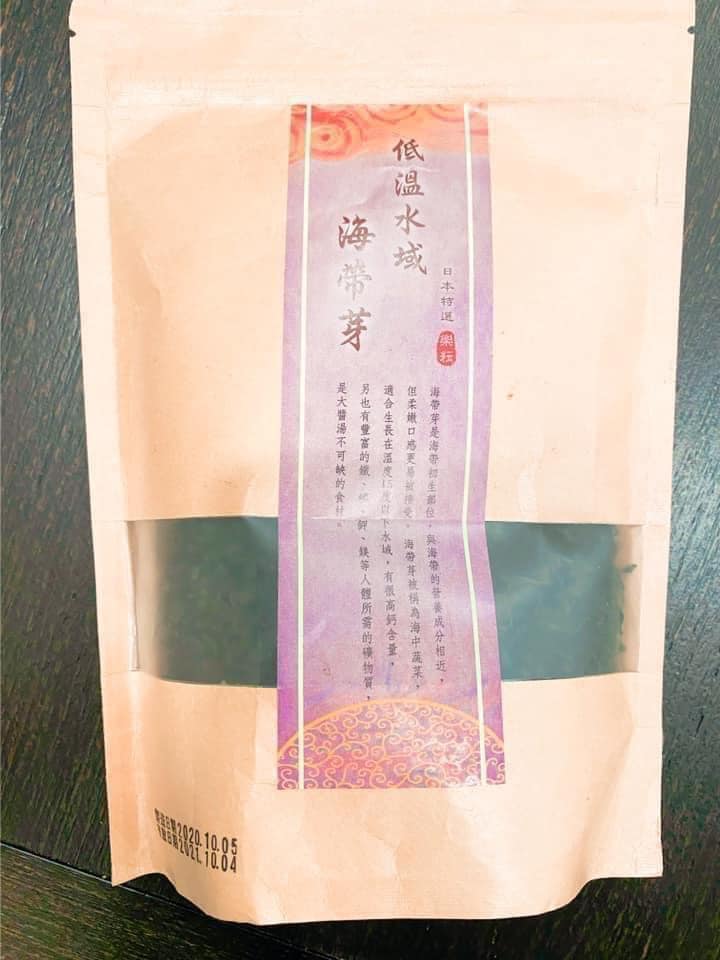 低溫水域
海帶芽
日本特選
樂耘
海帶芽是海帶初生部位，與海帶的營養成分相近，
但柔嫩口感更易被接受。海帶芽被稱為海中蔬菜，
適合生長在溫度15度以下水域，有很高鈣含量，
另也有豐富的鐵、碘、鉀、鎂等人體所需的礦物質，
是大醬湯不可缺的食材。
2020.10.05
2021.10.04